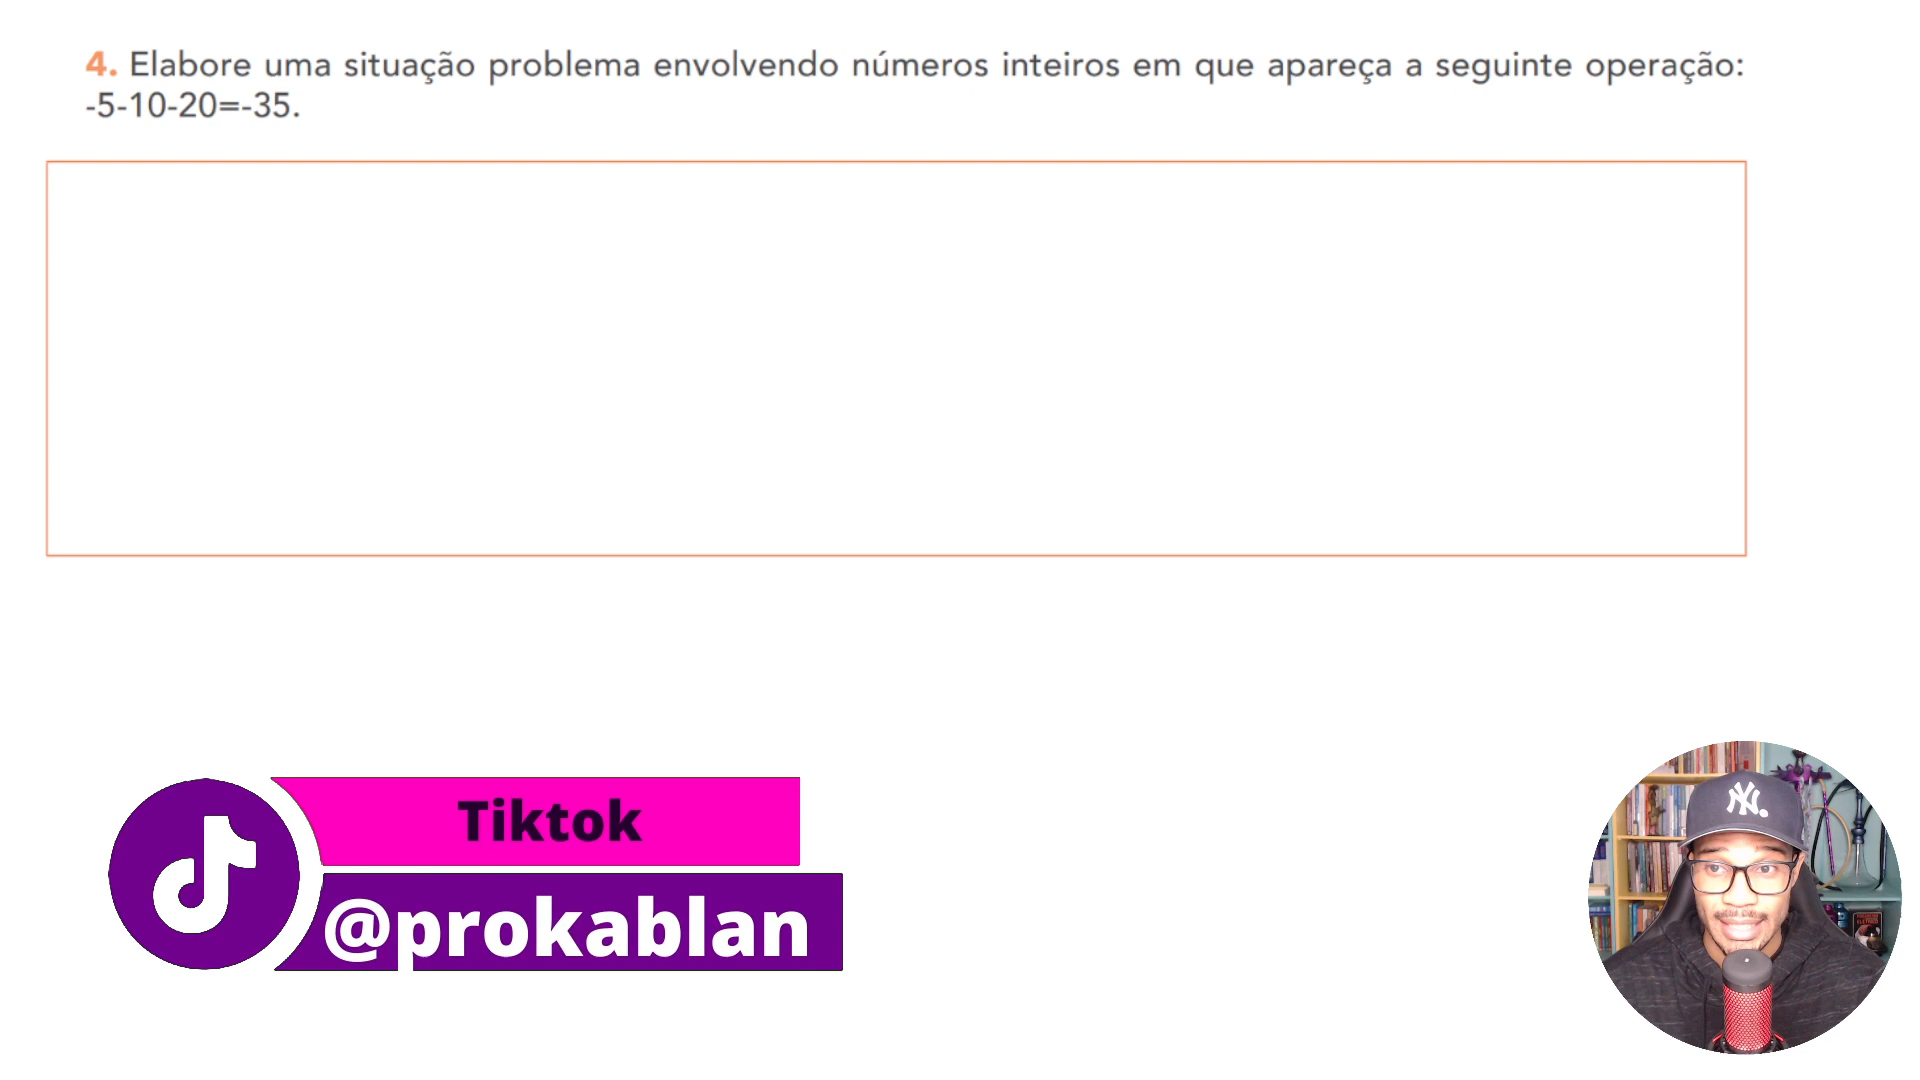 4. Elabore uma situação problema envolvendo números inteiros em que apareça a seguinte operação:
-5-10-20=-35.
Tiktok
@prokablan
NY